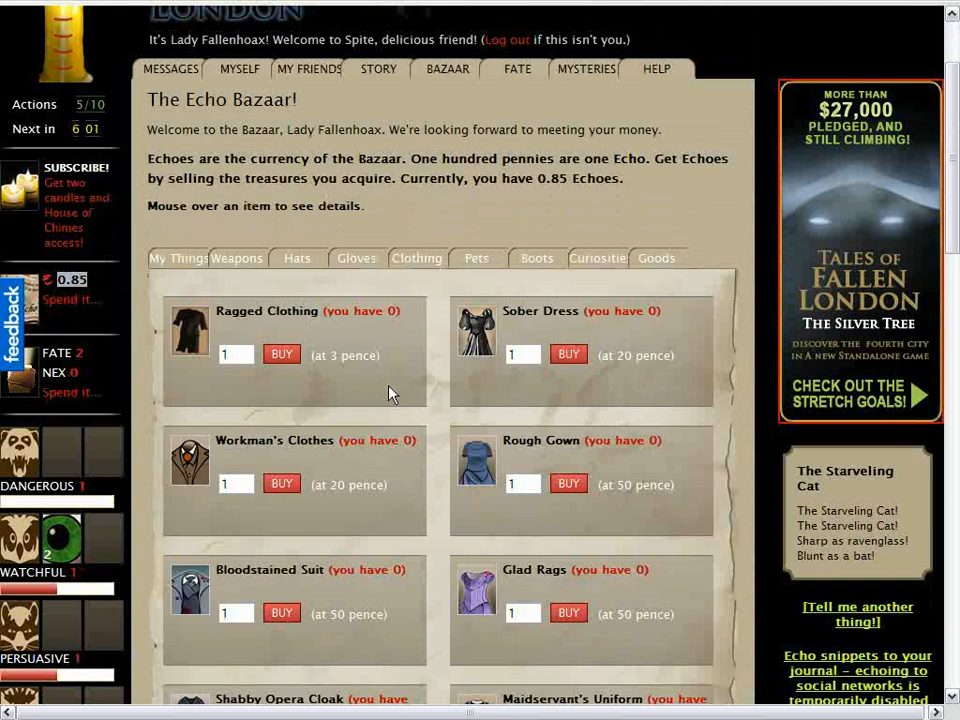 LONDON
It's Lady Fallenhoax! Welcome to Spite, delicious friend! (Log out if this isn't you.)
MESSAGES MYSELF MY FRIENDS STORY BAZAAR FATE MYSTERIES HELP
Actions 5/10
Next in 6 01
SUBSCRIBE!
Get two
candles and
House of
Chimes
access!
0.85
Spend it...
feedback
FATE 2
NEX 0
Spend it...
DANGEROUS 1
2
WATCHFUL 1
PERSUASIVE 1
The Echo Bazaar!
Welcome to the Bazaar, Lady Fallenhoax. We're looking forward to meeting your money.
Echoes are the currency of the Bazaar. One hundred pennies are one Echo. Get Echoes
by selling the treasures you acquire. Currently, you have 0.85 Echoes.
Mouse over an item to see details.
My Things Weapons Hats Gloves Clothing Pets Boots Curiosities Goods
Ragged Clothing (you have 0)
1 BUY (at 3 pence)
Sober Dress (you have 0)
1 BUY (at 20 pence)
Workman's Clothes (you have 0)
1 BUY (at 20 pence)
Rough Gown (you have 0)
1 BUY (at 50 pence)
Bloodstained Suit (you have 0)
1 BUY (at 50 pence)
Glad Rags (you have 0)
1 BUY (at 50 pence)
Shabby Opera Cloak (you have
Maidservant's Uniform (you have
MORE THAN
$27,000
PLEDGED, AND
STILL CLIMBING!
TALES OF
FALLEN
LONDON
THE SILVER TREE
DISCOVER THE FOURTH CITY
IN A NEW STANDALONE GAME
CHECK OUT THE
STRETCH GOALS!
The Starveling
Cat
The Starveling Cat!
The Starveling Cat!
Sharp as ravenglass!
Blunt as a bat!
[Tell me another
thing!]
Echo snippets to your
journal - echoing to
social networks is
temporarily disabled